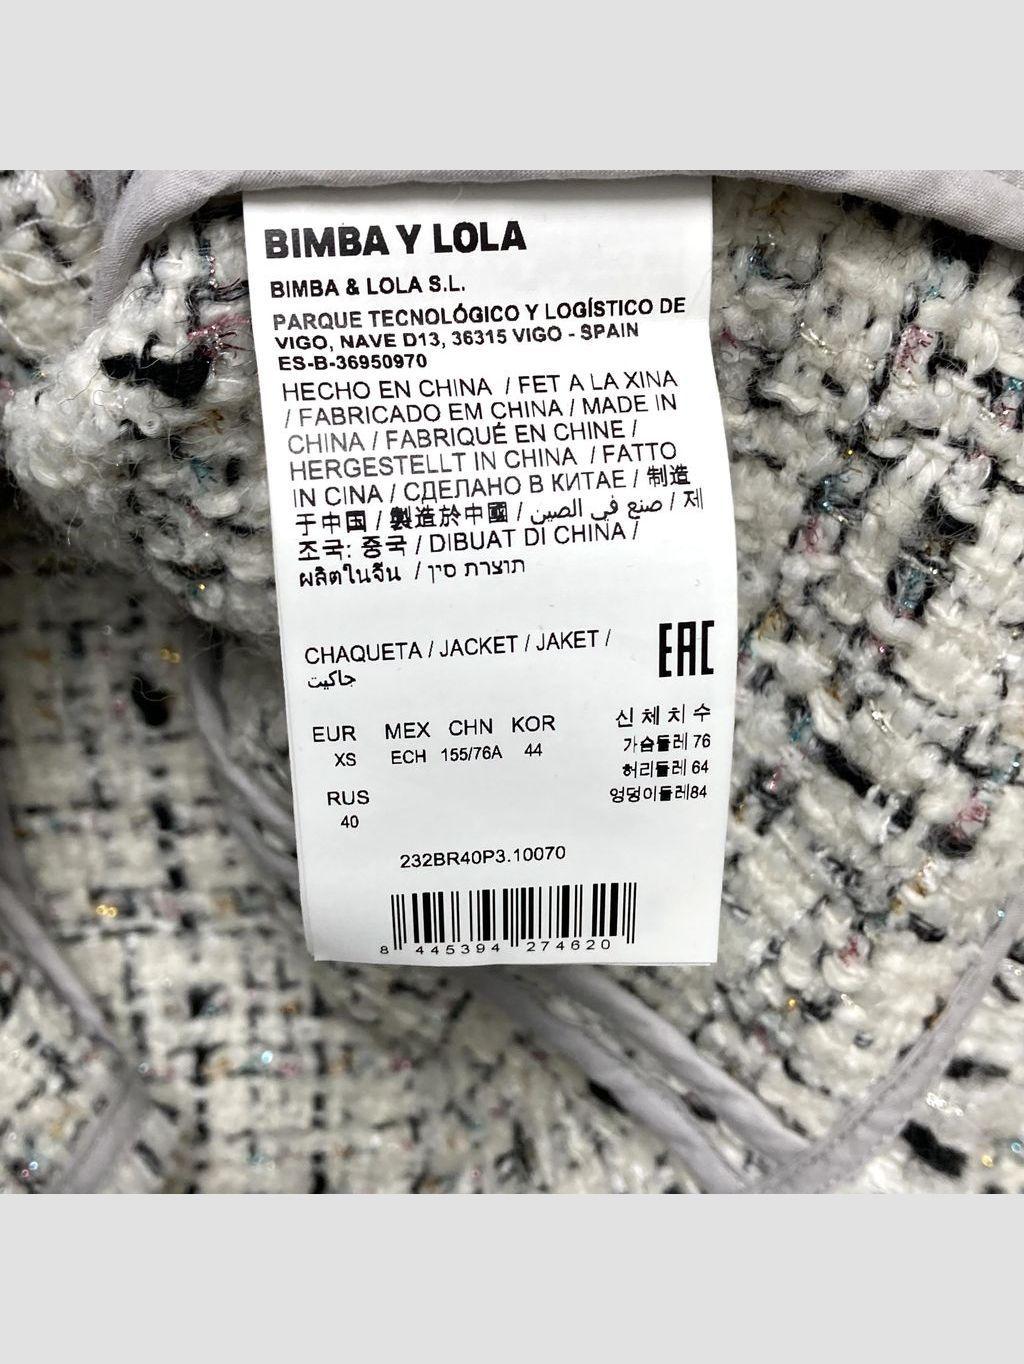 BIMBA Y LOLA
BIMBA & LOLA S.L.
PARQUE TECNOLÓGICO Y LOGÍSTICO DE
VIGO, NAVE D13, 36315 VIGO - SPAIN
ES-B-36950970
HECHO EN CHINA / FET A LA XINA
/ FABRICADO EM CHINA / MADE IN
CHINA / FABRIQUÉ EN CHINE /
HERGESTELLT IN CHINA / FATTO
IN CINA / СДЕЛАНО В КИТАЕ / 制造
于中国 / 製造於中國 / صنع في الصين / 제
조국: 중국 / DIBUAT DI CHINA /
ผลิตในจีน / תוצרת סין
CHAQUETA / JACKET / JAKET /
جاكيت
EAC
EUR MEX CHN KOR
XS ECH 155/76A 44
RUS
40
신체치수
가슴둘레 76
허리둘레 64
엉덩이둘레84
232BR40P3.10070
8 445394 274620